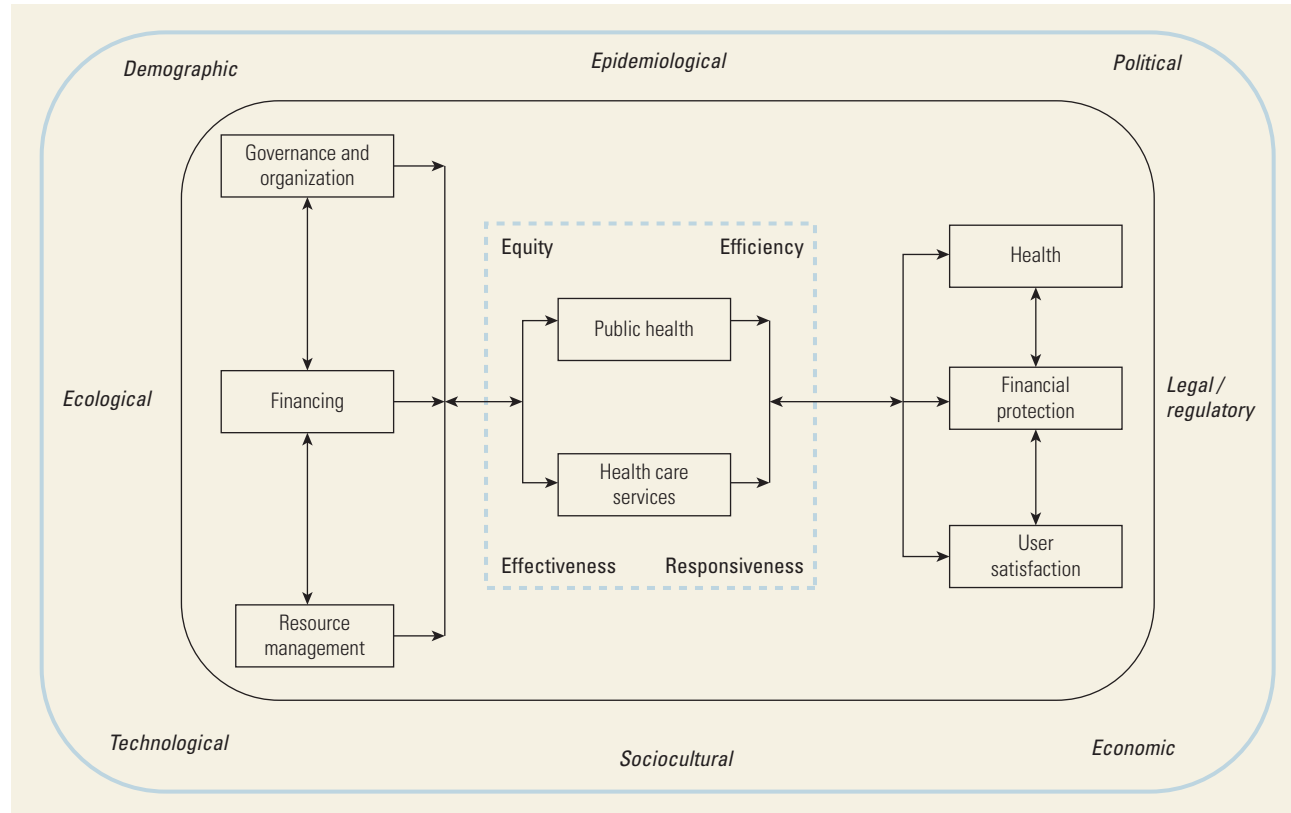 Demographic
Epidemiological
Political
Governance and
organization
Equity
Efficiency
Health
Public health
Ecological
Financing
Financial
protection
Legal /
regulatory
Health care
services
User
satisfaction
Effectiveness
Responsiveness
Resource
management
Technological
Sociocultural
Economic